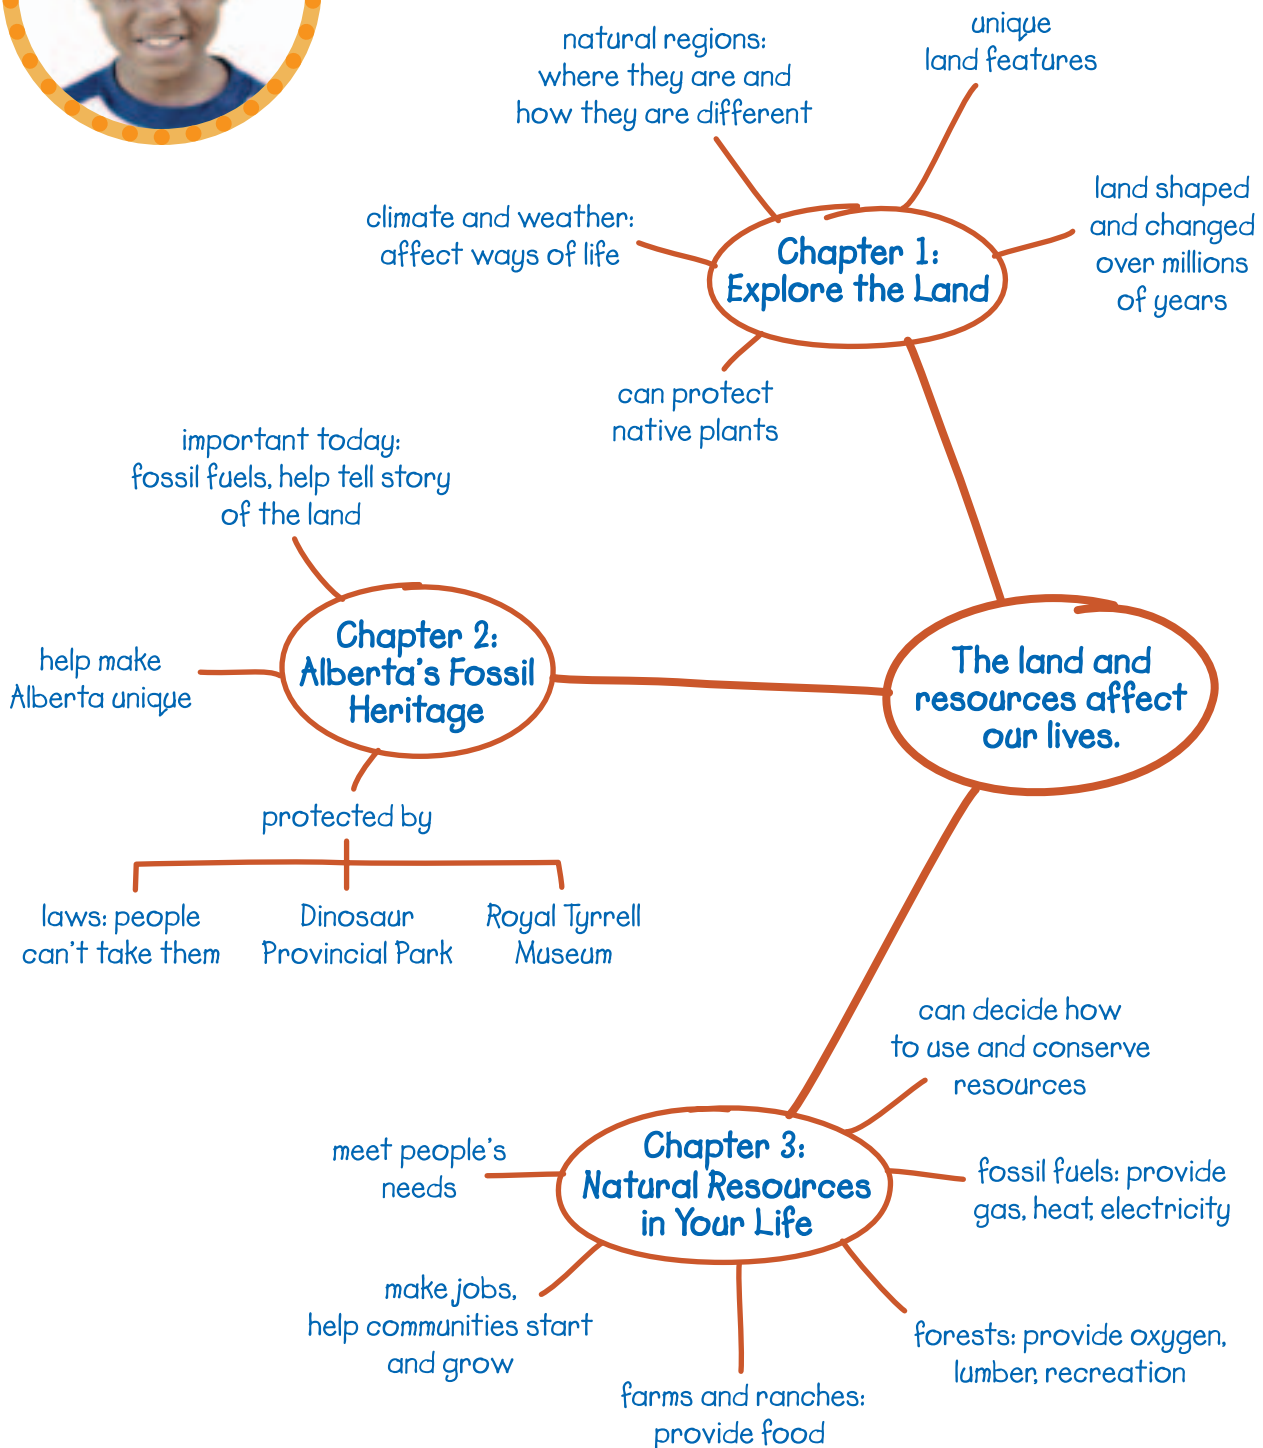 natural regions:
where they are and
how they are different
unique
land features
climate and weather:
affect ways of life
land shaped
and changed
over millions
of years
Chapter 1:
Explore the Land
can protect
native plants
important today:
fossil fuels, help tell story
of the land
help make
Alberta unique
Chapter 2:
Alberta's Fossil
Heritage
The land and
resources affect
our lives.
protected by
laws: people
can't take them
Dinosaur
Provincial Park
Royal Tyrrell
Museum
can decide how
to use and conserve
resources
meet people's
needs
Chapter 3:
Natural Resources
in Your Life
fossil fuels: provide
gas, heat, electricity
make jobs,
help communities start
and grow
forests: provide oxygen,
lumber, recreation
farms and ranches:
provide food